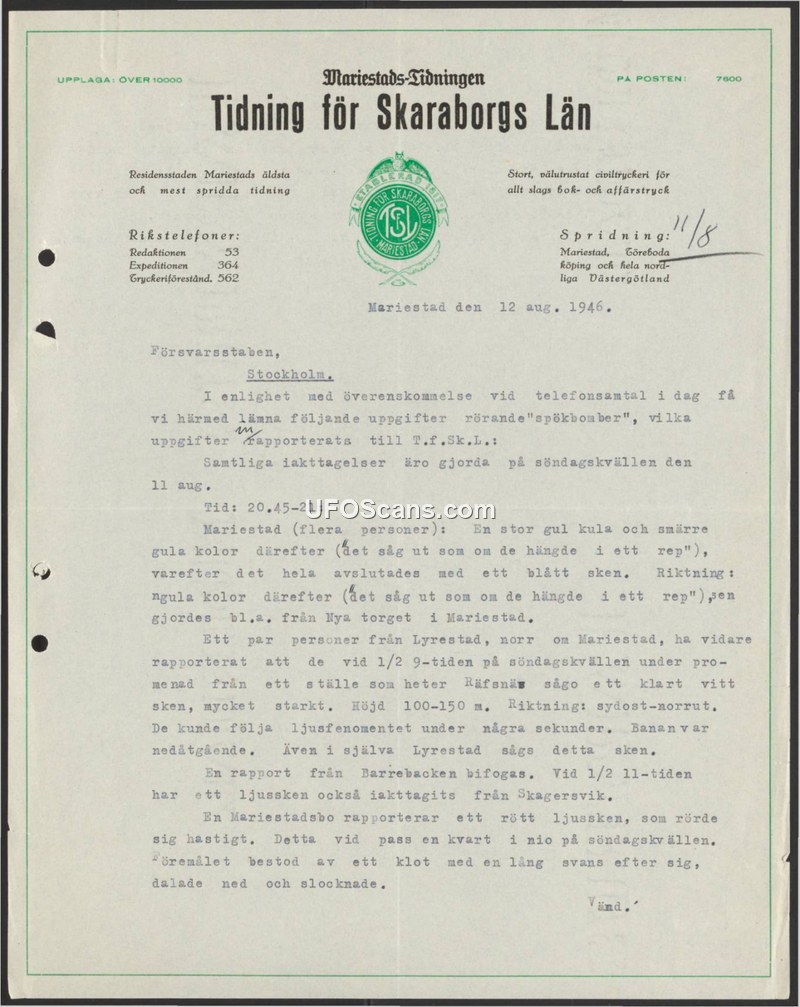 UPPLAGA: ÖVER 10000
Mariestads-Tidningen
PÅ POSTEN: 7600
Tidning för Skaraborgs Län
Residensstaden Mariestads äldsta
och mest spridda tidning
Stort, välutrustat civiltryckeri för
allt slags bok- och affärstryck
ETABLERAD 1817
TIDNING FÖR SKARABORGS LÄN
TSL
MARIESTAD
Rikstelefoner:
Redaktionen 53
Expeditionen 364
Tryckeriförestånd. 562
Spridning:
Mariestad, Töreboda
köping och hela nord-
liga Västergötland
11/8
Mariestad den 12 aug. 1946.
Försvarsstaben,
Stockholm.
I enlighet med överenskommelse vid telefonsamtal i dag få
vi härmed lämna följande uppgifter rörande"spökbomber", vilka
uppgifter rapporterats till T.f.Sk.L.:
Samtliga iakttagelser äro gjorda på söndagskvällen den
11 aug.
Tid: 20.45-21
UFOScans.com
Mariestad (flera personer): En stor gul kula och smärre
gula kolor därefter ("det såg ut som om de hängde i ett rep"),
varefter det hela avslutades med ett blått sken. Riktning:
ngula kolor därefter ("det såg ut som om de hängde i ett rep"),sen
gjordes bl.a. från Nya torget i Mariestad.
Ett par personer från Lyrestad, norr om Mariestad, ha vidare
rapporterat att de vid 1/2 9-tiden på söndagskvällen under pro-
menad från ett ställe som heter Räfsnäs sågo ett klart vitt
sken, mycket starkt. Höjd 100-150 m. Riktning: sydost-norrut.
De kunde följa ljusfenomentet under några sekunder. Banan var
nedåtgående. Även i själva Lyrestad sågs detta sken.
En rapport från Barrebacken bifogas. Vid 1/2 11-tiden
har ett ljussken också iakttagits från Skagersvik.
En Mariestadsbo rapporterar ett rött ljussken, som rörde
sig hastigt. Detta vid pass en kvart i nio på söndagskvällen.
Föremålet bestod av ett klot med en lång svans efter sig,
dalade ned och slocknade.
Vänd.